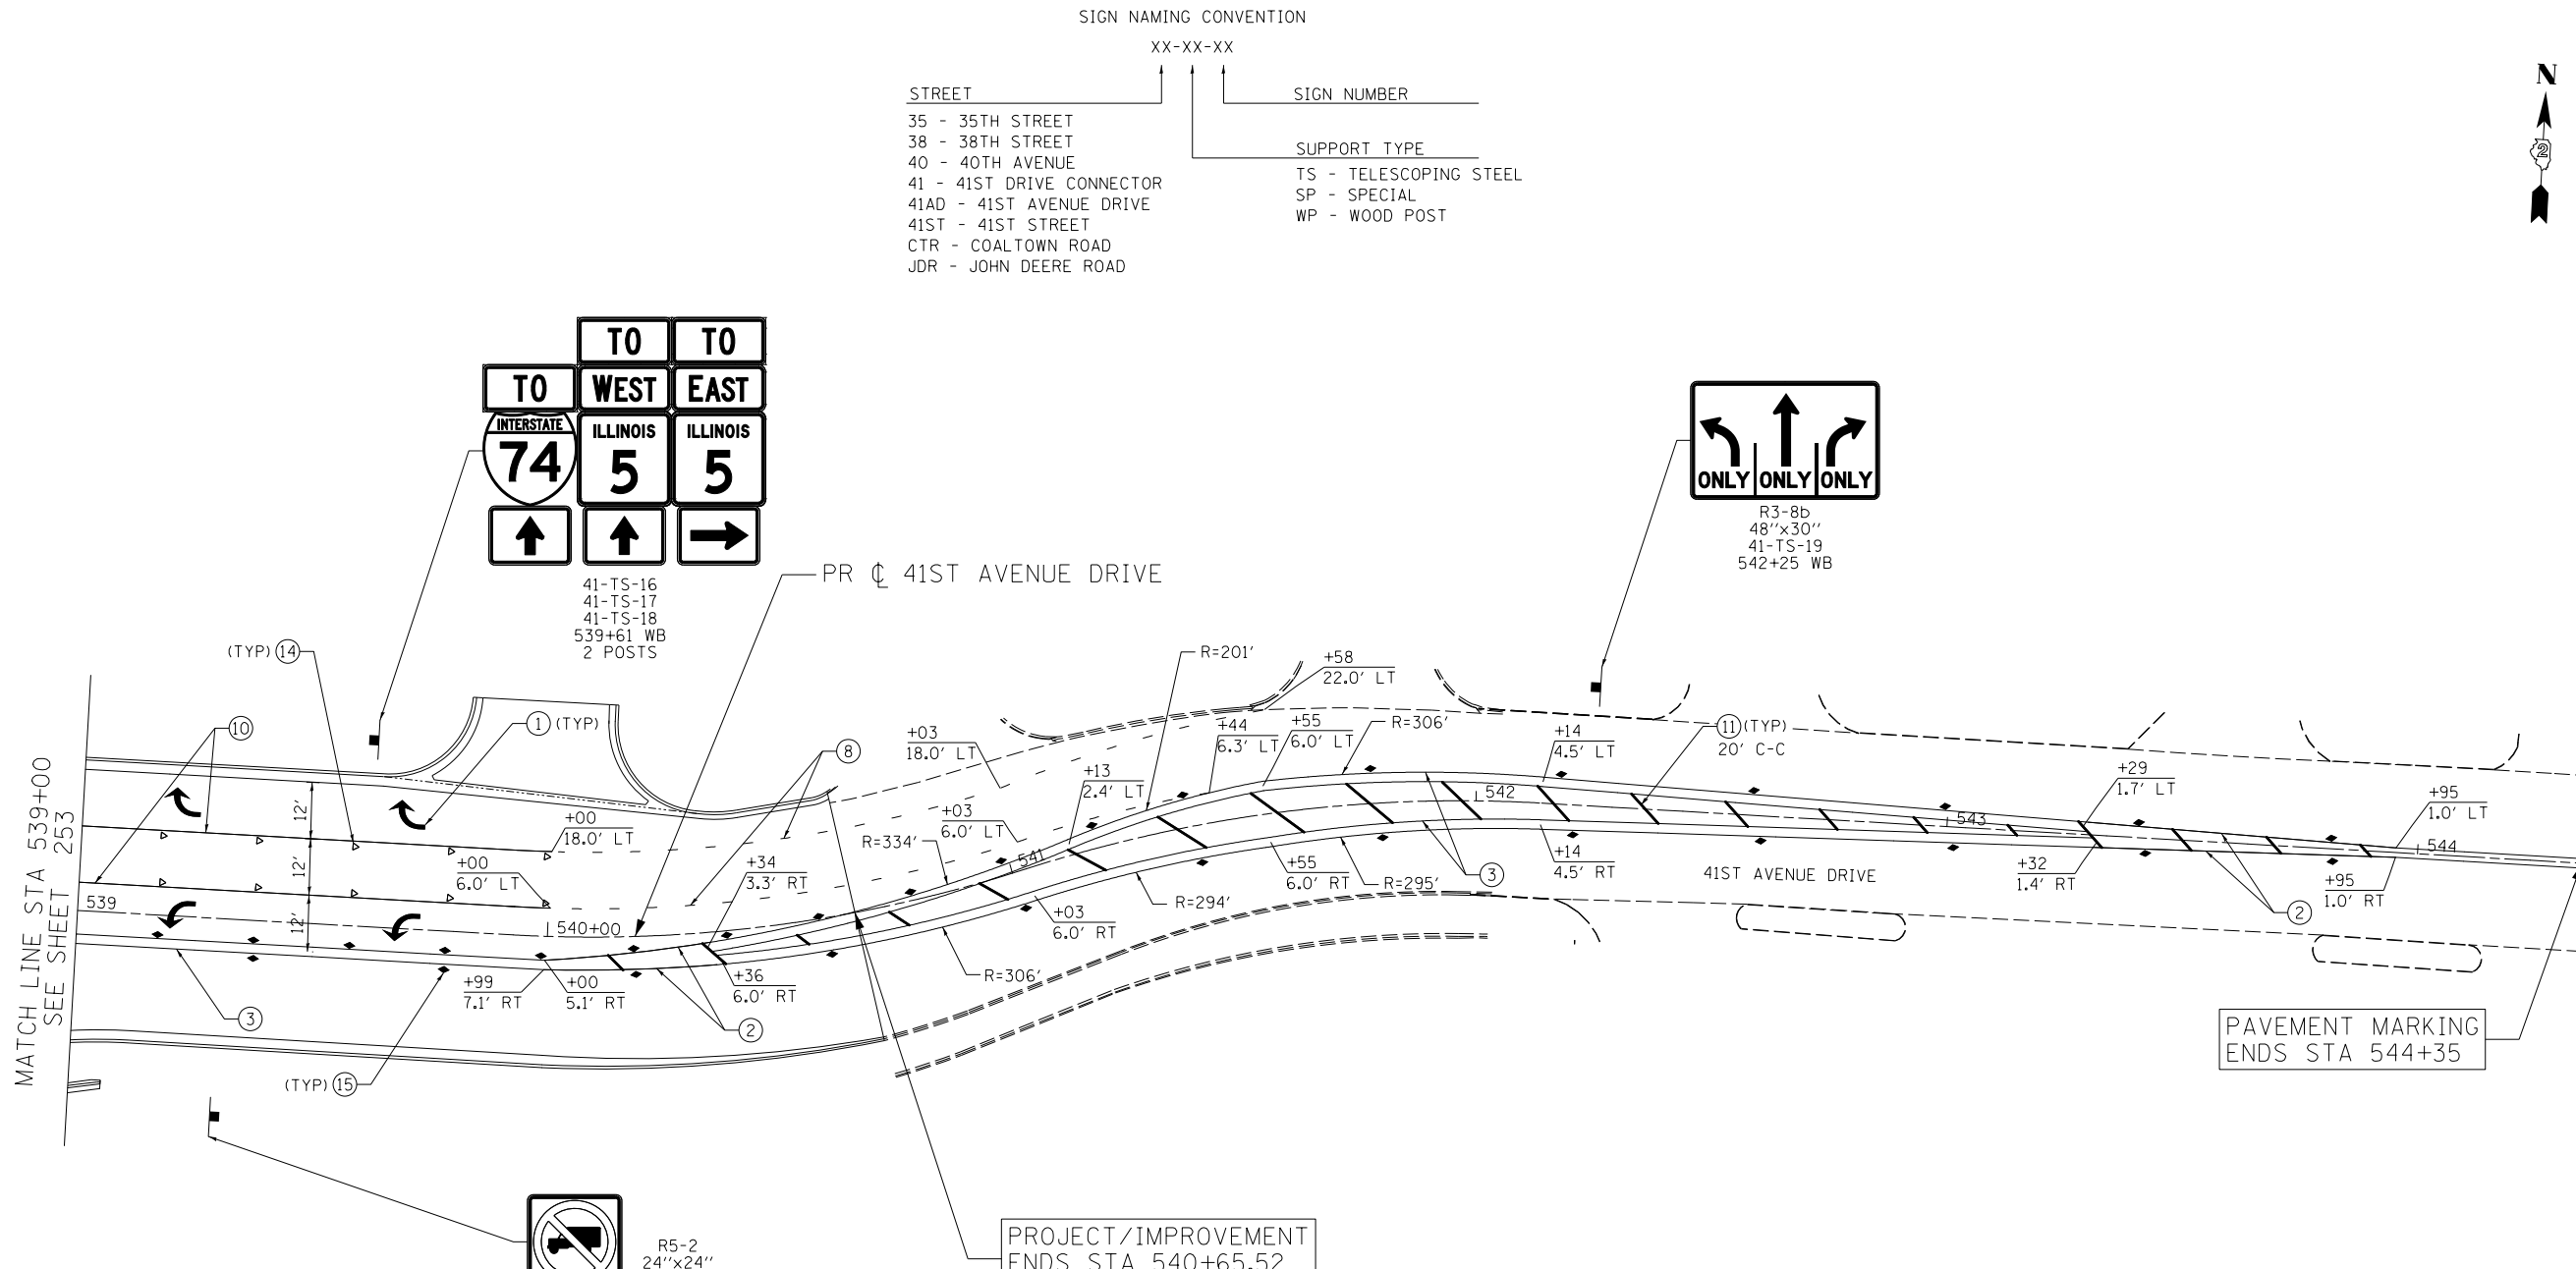 SIGN NAMING CONVENTION
XX-XX-XX
STREET
35 - 35TH STREET
38 - 38TH STREET
40 - 40TH AVENUE
41 - 41ST DRIVE CONNECTOR
41AD - 41ST AVENUE DRIVE
41ST - 41ST STREET
CTR - COALTOWN ROAD
JDR - JOHN DEERE ROAD
SIGN NUMBER
SUPPORT TYPE
TS - TELESCOPING STEEL
SP - SPECIAL
WP - WOOD POST
N
2
TO
INTERSTATE
74
TO
WEST
ILLINOIS
5
TO
EAST
ILLINOIS
5
41-TS-16
41-TS-17
41-TS-18
539+61 WB
2 POSTS
ONLY ONLY ONLY
R3-8b
48''x30''
41-TS-19
542+25 WB
PR ℄ 41ST AVENUE DRIVE
(TYP) 14
10
1 (TYP)
8
MATCH LINE STA 539+00
SEE SHEET 253
12'
12'
12'
539
540+00
541
542
543
544
+00
18.0' LT
+00
6.0' LT
+34
3.3' RT
+36
6.0' RT
+99
7.1' RT
+00
5.1' RT
3
2
(TYP) 15
+03
18.0' LT
+03
6.0' LT
R=334'
+13
2.4' LT
R=201'
+44
6.3' LT
+55
6.0' LT
+58
22.0' LT
R=306'
+03
6.0' RT
R=306'
R=294'
+55
6.0' RT
R=295'
3
+14
4.5' LT
+14
4.5' RT
11 (TYP)
20' C-C
41ST AVENUE DRIVE
+29
1.7' LT
+32
1.4' RT
+95
1.0' LT
+95
1.0' RT
2
PAVEMENT MARKING
ENDS STA 544+35
PROJECT/IMPROVEMENT
ENDS STA 540+65.52
R5-2
24''x24''